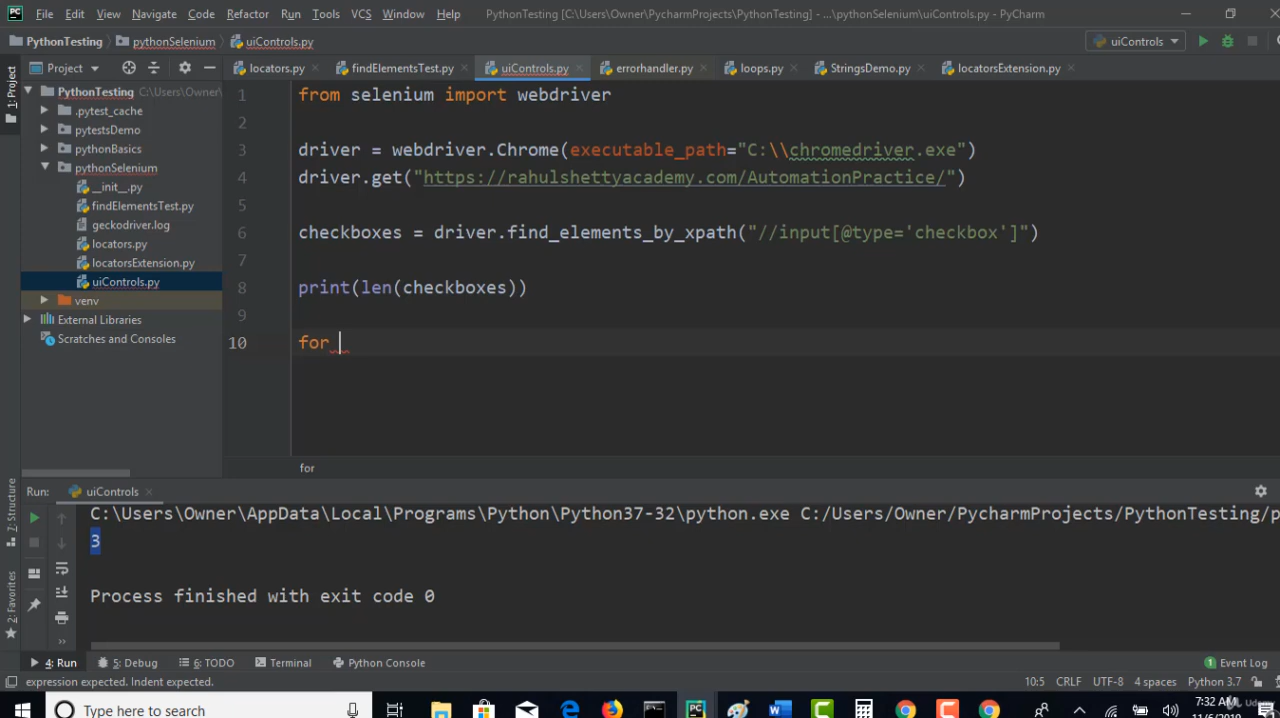 PC File Edit View Navigate Code Refactor Run Tools VCS Window Help PythonTesting [C:\Users\Owner\PycharmProjects\PythonTesting] - ...\pythonSelenium\uiControls.py - PyCharm
PythonTesting pythonSelenium uiControls.py uiControls
1: Project
Project locators.py findElementsTest.py uiControls.py errorhandler.py loops.py StringsDemo.py locatorsExtension.py
PythonTesting C:\Users\Owner\
.pytest_cache
pytestsDemo
pythonBasics
pythonSelenium
__init__.py
findElementsTest.py
geckodriver.log
locators.py
locatorsExtension.py
uiControls.py
venv
External Libraries
Scratches and Consoles
1 from selenium import webdriver
2
3 driver = webdriver.Chrome(executable_path="C:\\chromedriver.exe")
4 driver.get("https://rahulshettyacademy.com/AutomationPractice/")
5
6 checkboxes = driver.find_elements_by_xpath("//input[@type='checkbox']")
7
8 print(len(checkboxes))
9
10 for
for
Run: uiControls
C:\Users\Owner\AppData\Local\Programs\Python\Python37-32\python.exe C:/Users/Owner/PycharmProjects/PythonTesting/p
3
Process finished with exit code 0
7: Structure
2: Favorites
4: Run 5: Debug 6: TODO Terminal Python Console 1 Event Log
expression expected. Indent expected. 10:5 CRLF UTF-8 4 spaces Python 3.7
Type here to search
7:32 AM